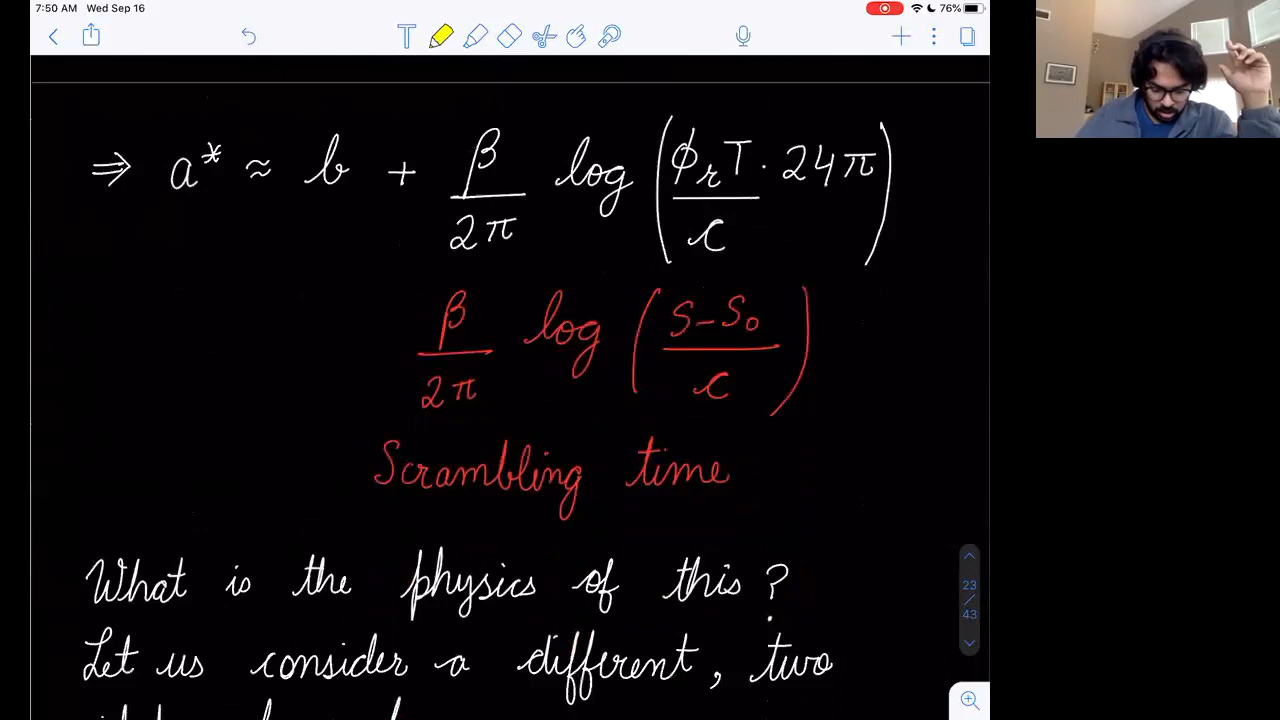 7:50 AM Wed Sep 16 76%
⇒ a* ≈ b + β/2π log(ϕrT/c · 24π)
β/2π log(S-S₀/c)
Scrambling time
What is the physics of this?
23
/
43
Let us consider a different, two